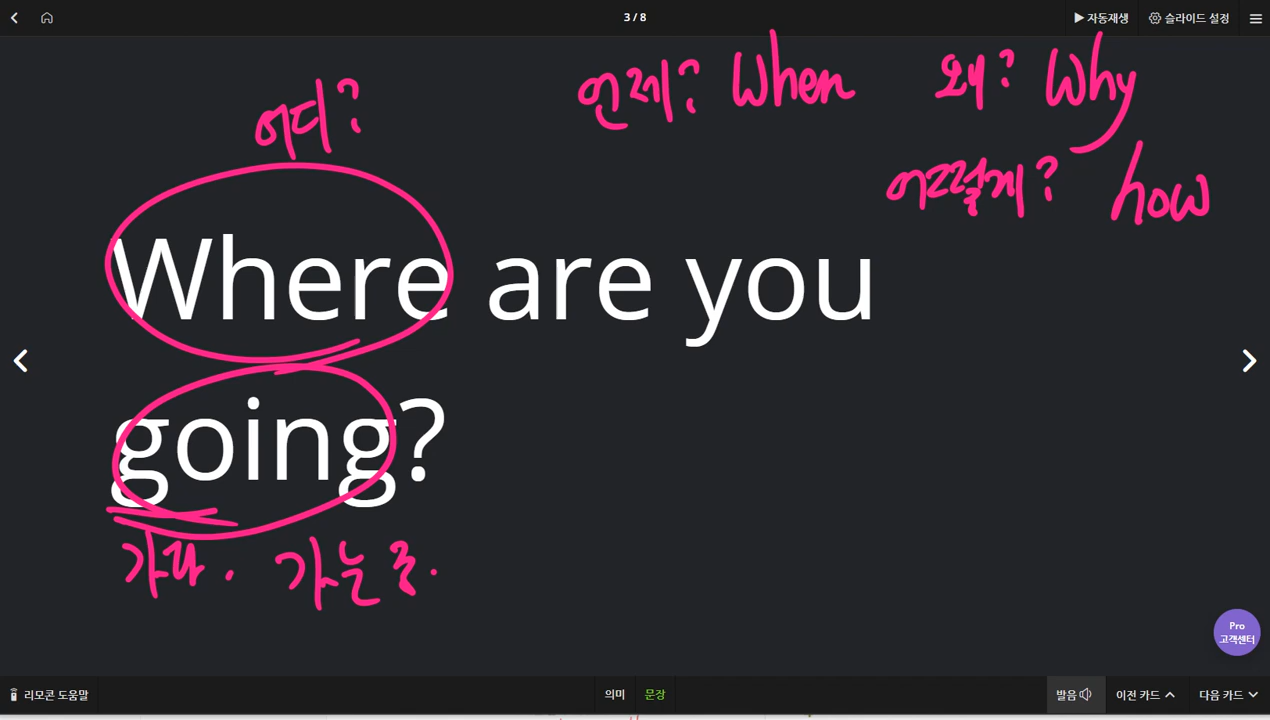 3 / 8
자동재생
슬라이드 설정
언제? When
왜? Why
어디?
어떻게? how
Where are you
going?
가다. 가는 중.
Pro
고객센터
리모콘 도움말
의미
문장
발음
이전 카드
다음 카드